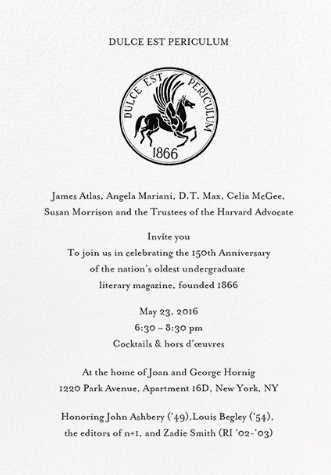 DULCE EST PERICULUM
DULCE EST PERICULUM
1866
James Atlas, Angela Mariani, D.T. Max, Celia McGee,
Susan Morrison and the Trustees of the Harvard Advocate
Invite you
To join us in celebrating the 150th Anniversary
of the nation's oldest undergraduate
literary magazine, founded 1866
May 23, 2016
6:30 – 8:30 pm
Cocktails & hors d'œuvres
At the home of Joan and George Hornig
1220 Park Avenue, Apartment 16D, New York, NY
Honoring John Ashbery ('49),Louis Begley ('54),
the editors of n+1, and Zadie Smith (RI '02-'03)